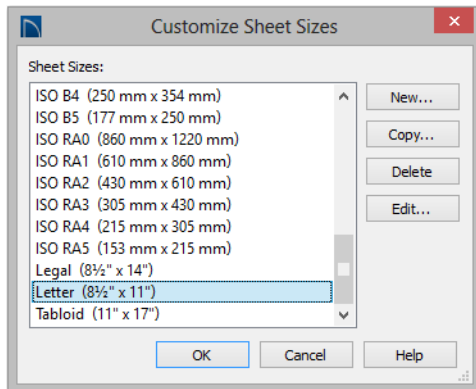 Customize Sheet Sizes
Sheet Sizes:
ISO B4 (250 mm x 354 mm)
ISO B5 (177 mm x 250 mm)
ISO RA0 (860 mm x 1220 mm)
ISO RA1 (610 mm x 860 mm)
ISO RA2 (430 mm x 610 mm)
ISO RA3 (305 mm x 430 mm)
ISO RA4 (215 mm x 305 mm)
ISO RA5 (153 mm x 215 mm)
Legal (8½" x 14")
Letter (8½" x 11")
Tabloid (11" x 17")
New...
Copy...
Delete
Edit...
OK Cancel Help